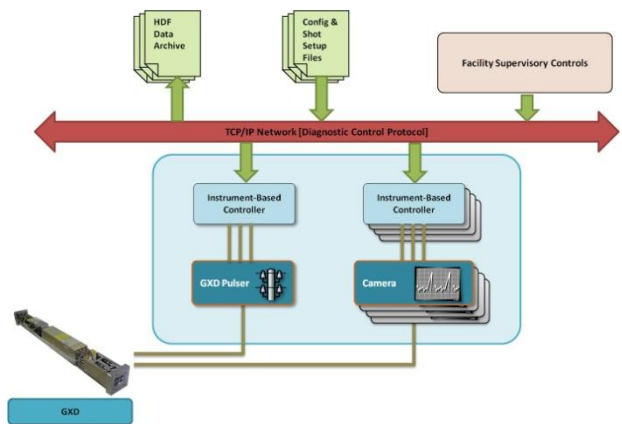 HDF
Data
Archive
Config &
Shot
Setup
Files
Facility Supervisory Controls
TCP/IP Network [Diagnostic Control Protocol]
Instrument-Based
Controller
Instrument-Based
Controller
GXD Pulser
Camera
GXD